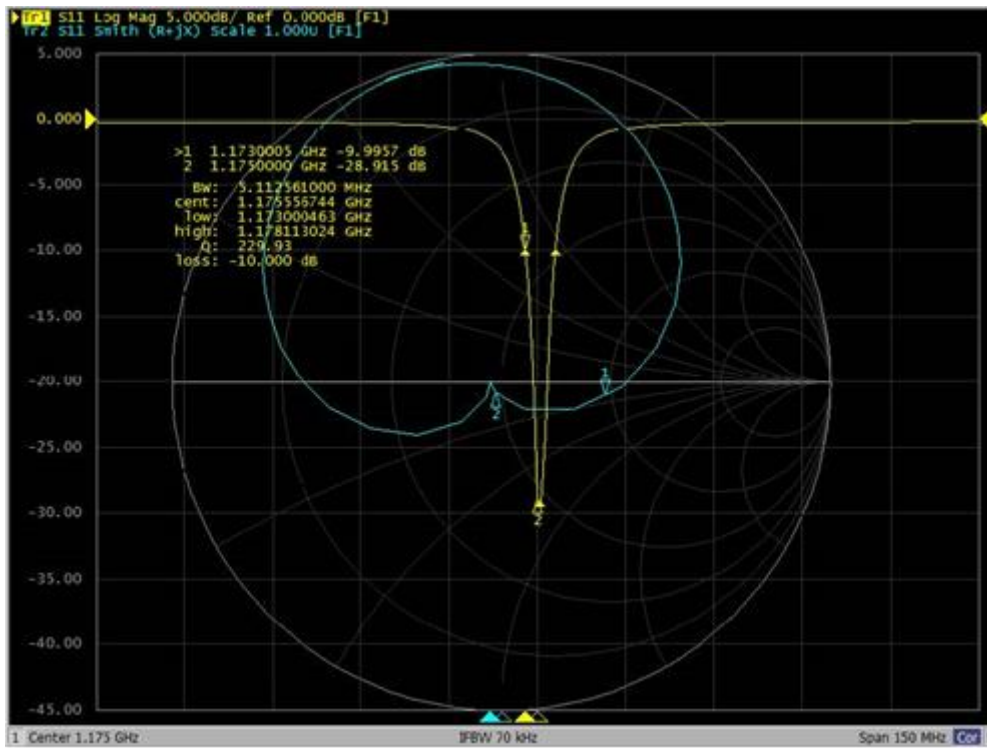 Tr1 S11 Log Mag 5.000dB/ Ref 0.000dB [F1]
Tr2 S11 Smith (R+jX) Scale 1.000U [F1]
5.000
0.000
>1 1.1730005 GHz -9.9957 dB
2 1.1750000 GHz -28.915 dB
-5.000
BW: 5.112561000 MHz
cent: 1.175556744 GHz
low: 1.173000463 GHz
high: 1.178113024 GHz
Q: 229.93
loss: -10.000 dB
1
-10.00
-15.00
1
-20.00
2
-25.00
-30.00
2
-35.00
-40.00
-45.00
1 Center 1.175 GHz IFBW 70 kHz Span 150 MHz Cor